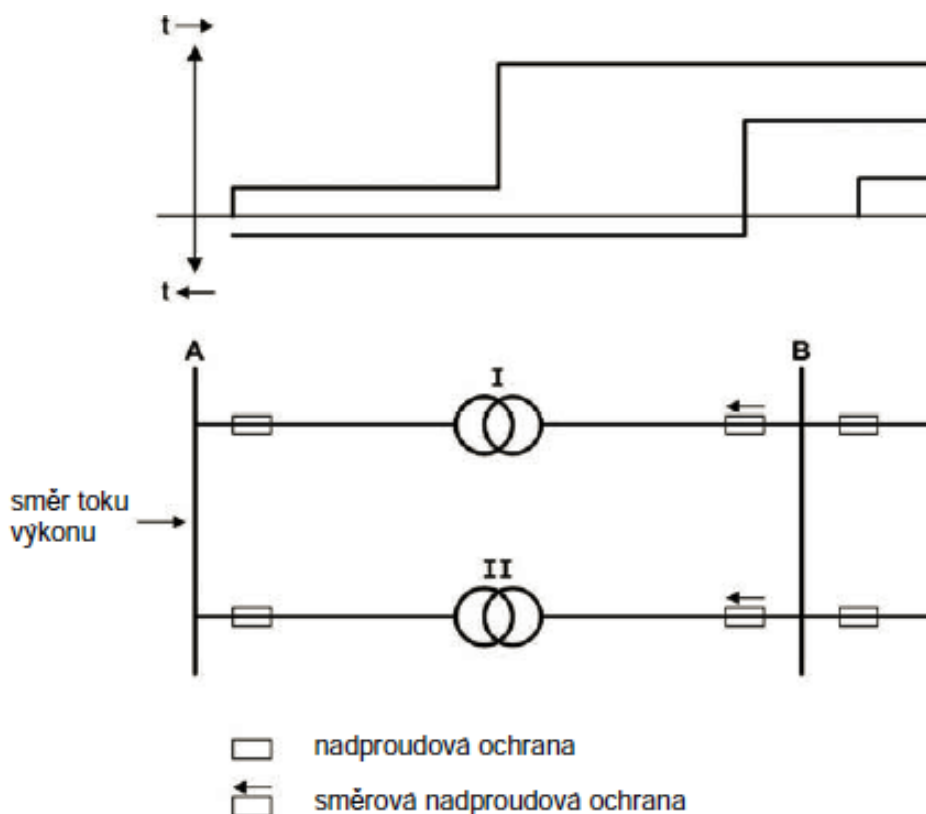 t →
t ←
A
B
I
směr toku
výkonu
II
nadproudová ochrana
směrová nadproudová ochrana